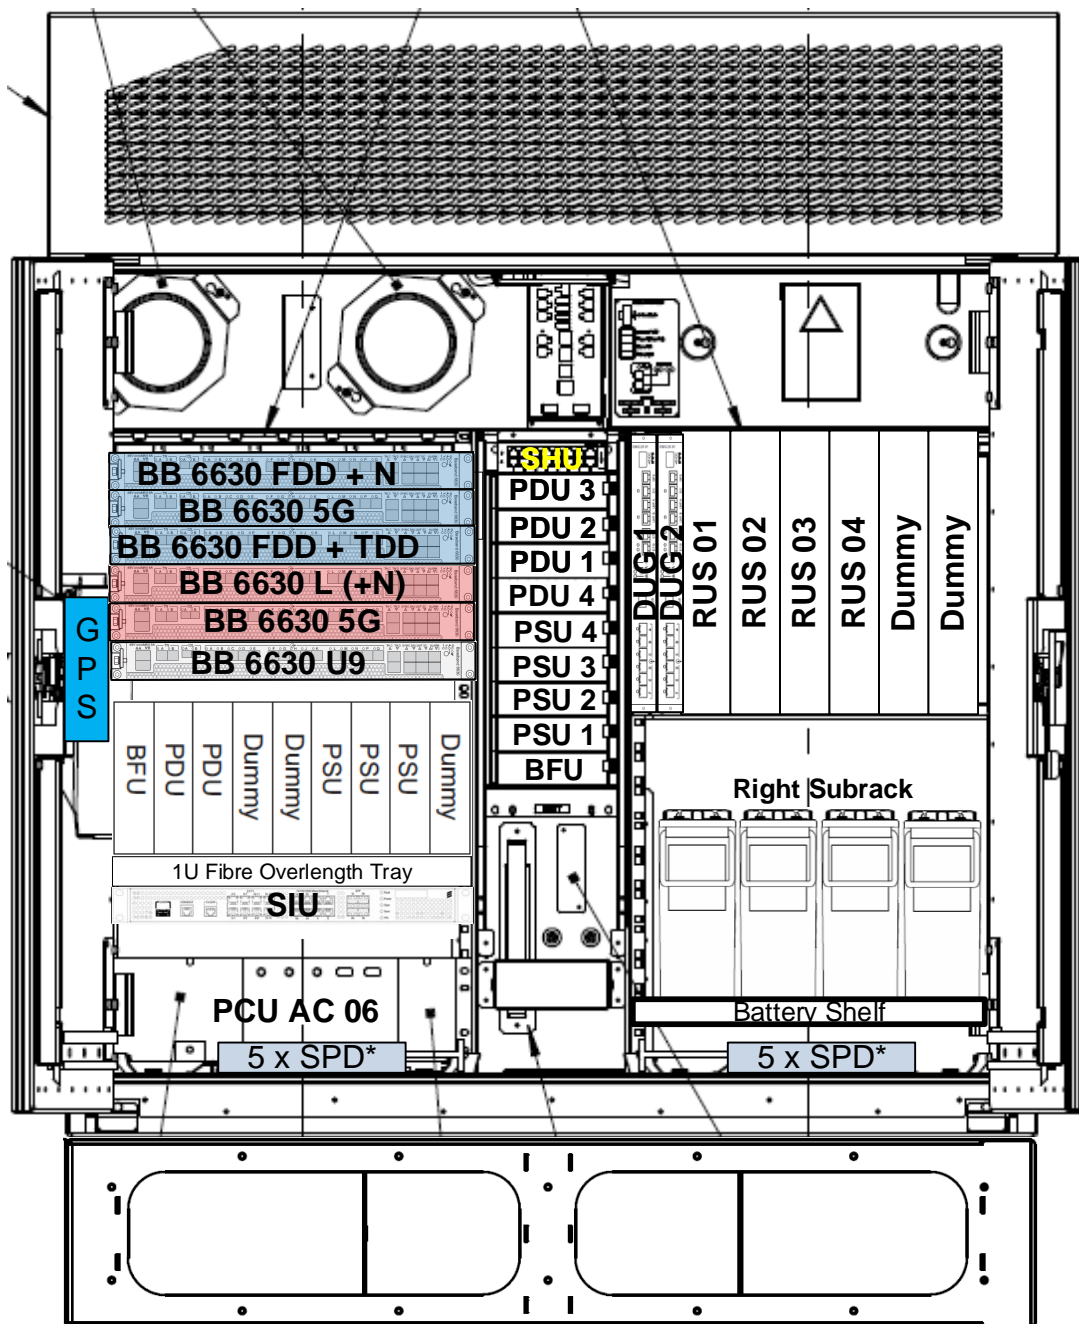 BB 6630 FDD + N
BB 6630 5G
BB 6630 FDD + TDD
BB 6630 L (+N)
BB 6630 5G
BB 6630 U9
GPS
BFU
PDU
PDU
Dummy
Dummy
PSU
PSU
PSU
Dummy
1U Fibre Overlength Tray
SIU
PCU AC 06
5 x SPD*
SHU
PDU 3
PDU 2
PDU 1
PDU 4
PSU 4
PSU 3
PSU 2
PSU 1
BFU
DUG 1
DUG 2
RUS 01
RUS 02
RUS 03
RUS 04
Dummy
Dummy
Right Subrack
Battery Shelf
5 x SPD*